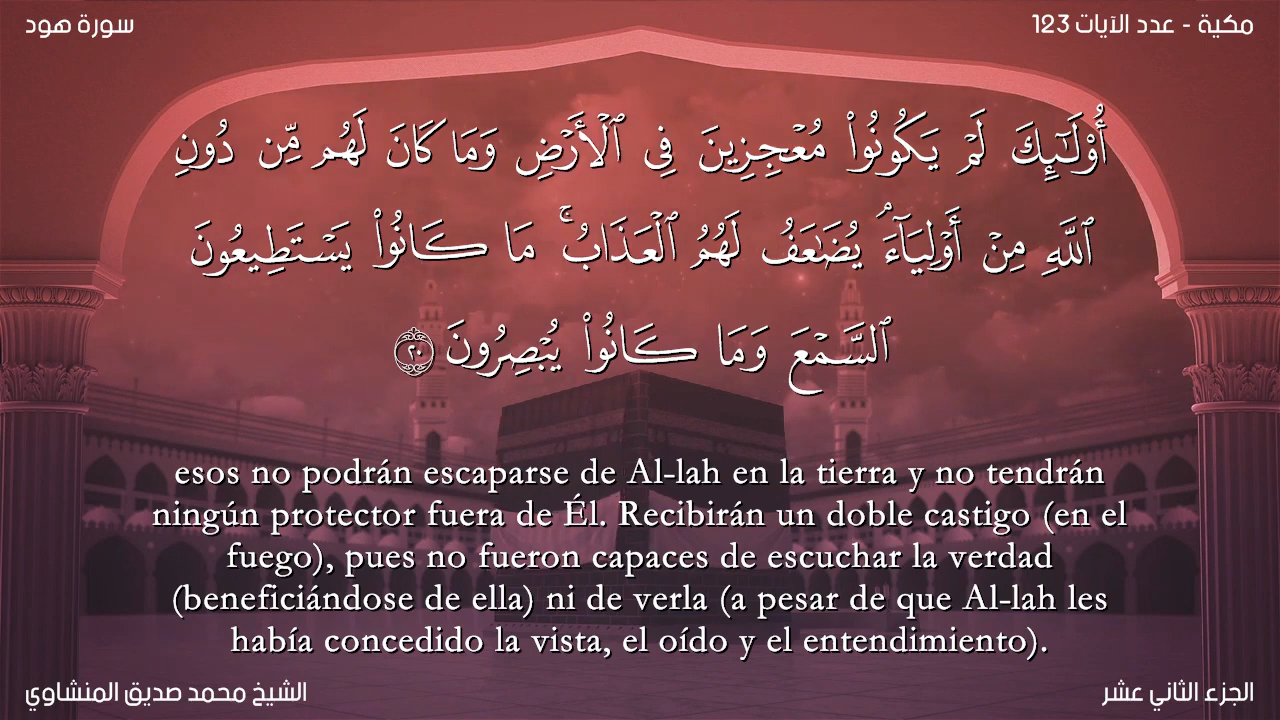 سورة هود
مكية - عدد الآيات 123
أُوْلَـٰٓئِكَ لَمْ يَكُونُوا۟ مُعْجِزِينَ فِى ٱلْأَرْضِ وَمَا كَانَ لَهُم مِّن دُونِ
ٱللَّهِ مِنْ أَوْلِيَآءَ ۘ يُضَـٰعَفُ لَهُمُ ٱلْعَذَابُ ۚ مَا كَانُوا۟ يَسْتَطِيعُونَ
ٱلسَّمْعَ وَمَا كَانُوا۟ يُبْصِرُونَ ٢٠
esos no podrán escaparse de Al-lah en la tierra y no tendrán
ningún protector fuera de Él. Recibirán un doble castigo (en el
fuego), pues no fueron capaces de escuchar la verdad
(beneficiándose de ella) ni de verla (a pesar de que Al-lah les
había concedido la vista, el oído y el entendimiento).
الشيخ محمد صديق المنشاوي
الجزء الثاني عشر